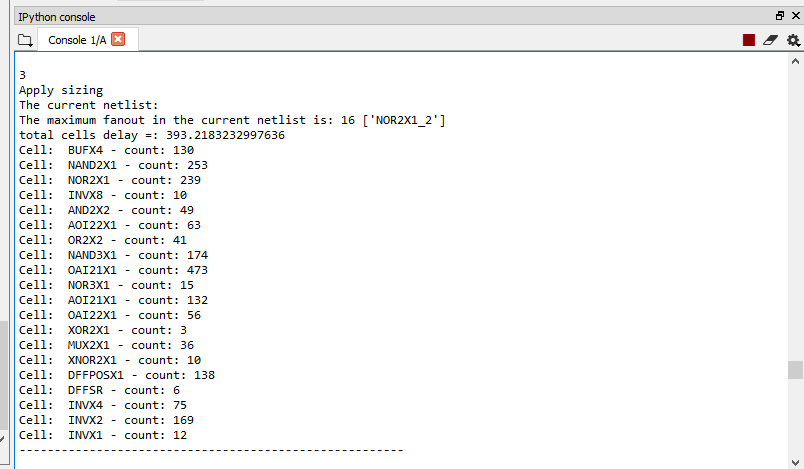 IPython console
Console 1/A
3
Apply sizing
The current netlist:
The maximum fanout in the current netlist is: 16 ['NOR2X1_2']
total cells delay =: 393.2183232997636
Cell:  BUFX4 - count: 130
Cell:  NAND2X1 - count: 253
Cell:  NOR2X1 - count: 239
Cell:  INVX8 - count: 10
Cell:  AND2X2 - count: 49
Cell:  AOI22X1 - count: 63
Cell:  OR2X2 - count: 41
Cell:  NAND3X1 - count: 174
Cell:  OAI21X1 - count: 473
Cell:  NOR3X1 - count: 15
Cell:  AOI21X1 - count: 132
Cell:  OAI22X1 - count: 56
Cell:  XOR2X1 - count: 3
Cell:  MUX2X1 - count: 36
Cell:  XNOR2X1 - count: 10
Cell:  DFFPOSX1 - count: 138
Cell:  DFFSR - count: 6
Cell:  INVX4 - count: 75
Cell:  INVX2 - count: 169
Cell:  INVX1 - count: 12
-------------------------------------------------------